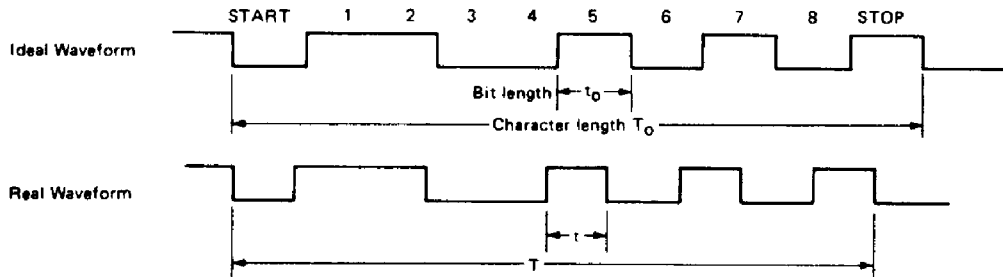 START 1 2 3 4 5 6 7 8 STOP
Ideal Waveform
Bit length t₀
Character length T₀
Real Waveform
t
T